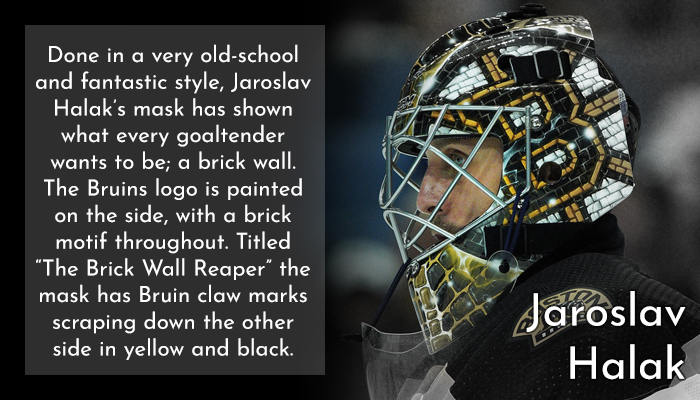 Done in a very old-school
and fantastic style, Jaroslav
Halak's mask has shown
what every goaltender
wants to be; a brick wall.
The Bruins logo is painted
on the side, with a brick
motif throughout. Titled
"The Brick Wall Reaper" the
mask has Bruin claw marks
scraping down the other
side in yellow and black.
BOSTON
Jaroslav
Halak